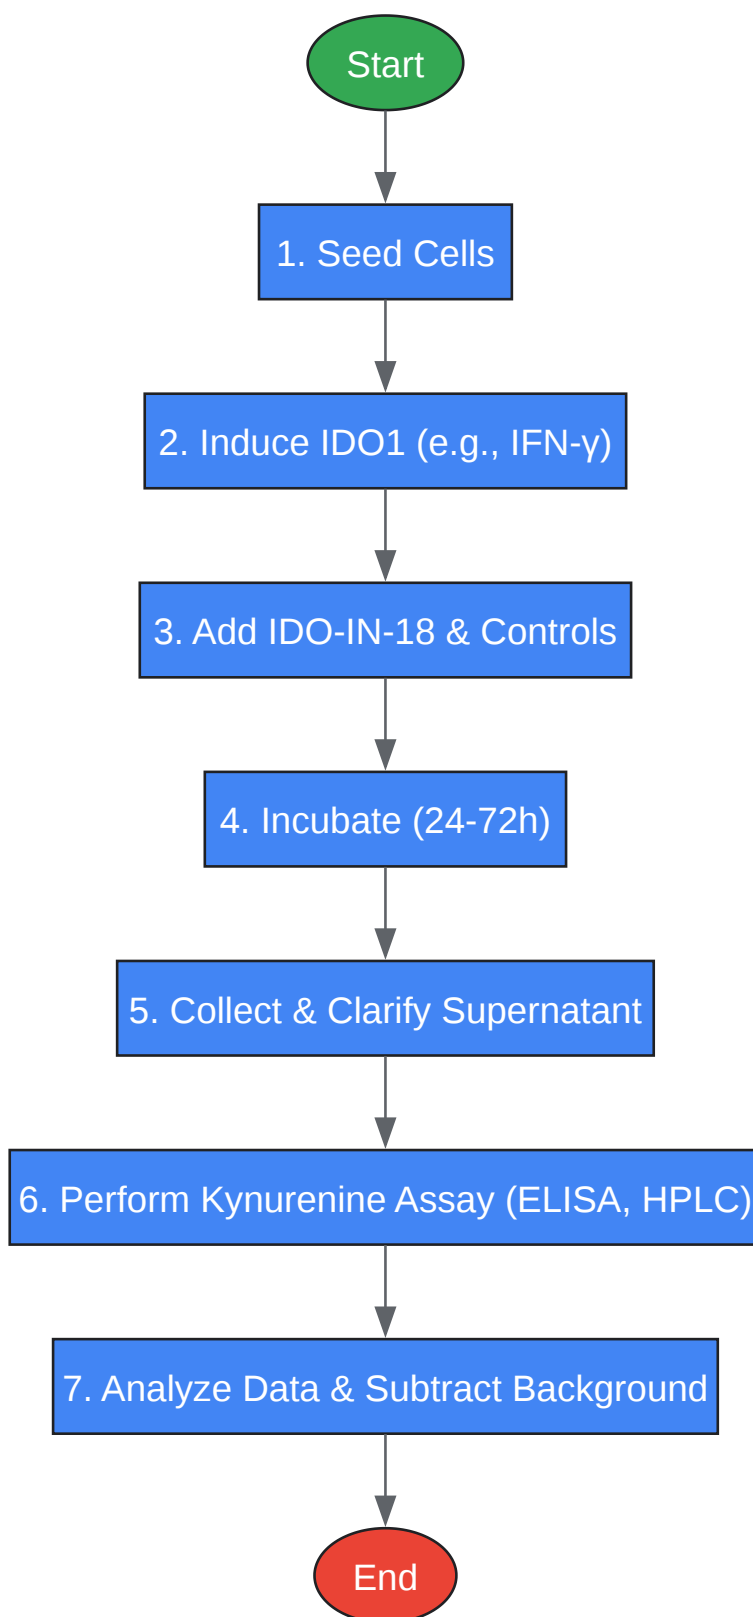 Start
1. Seed Cells
2. Induce IDO1 (e.g., IFN-γ)
3. Add IDO-IN-18 & Controls
4. Incubate (24-72h)
5. Collect & Clarify Supernatant
6. Perform Kynurenine Assay (ELISA, HPLC)
7. Analyze Data & Subtract Background
End